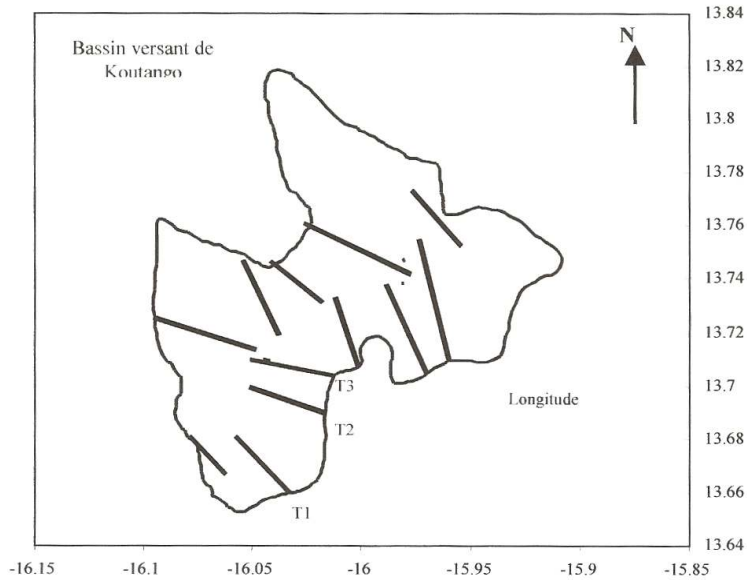 Bassin versant de
Koutango
N
13.84
13.82
13.8
13.78
13.76
13.74
13.72
13.7
13.68
13.66
13.64
T3
T2
T1
Longitude
-16.15
-16.1
-16.05
-16
-15.95
-15.9
-15.85